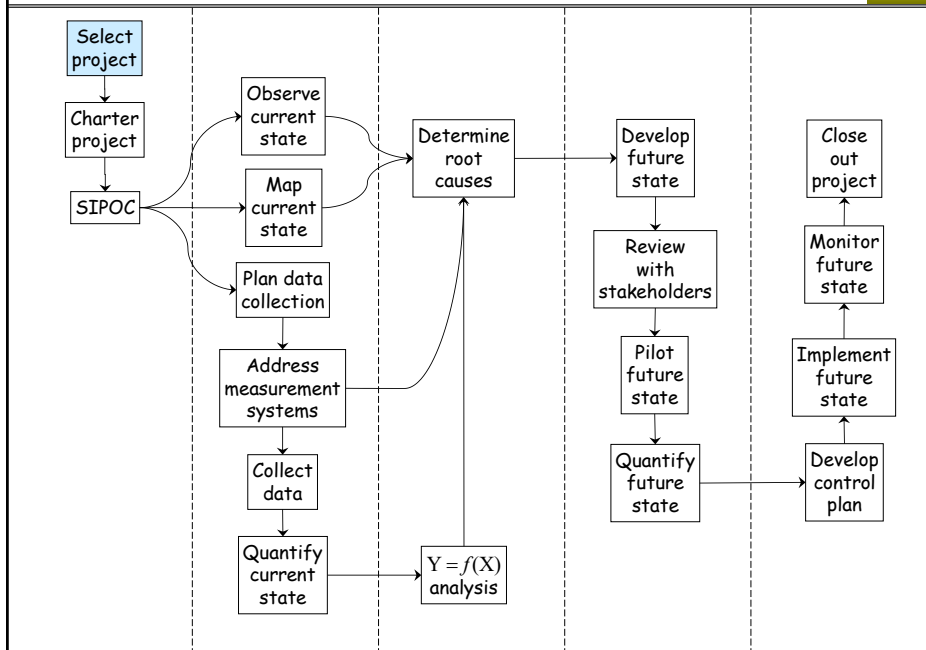 Select
project
Charter
project
SIPOC
Observe
current
state
Map
current
state
Plan data
collection
Address
measurement
systems
Collect
data
Quantify
current
state
Determine
root
causes
Y = f(X)
analysis
Develop
future
state
Review
with
stakeholders
Pilot
future
state
Quantify
future
state
Close
out
project
Monitor
future
state
Implement
future
state
Develop
control
plan